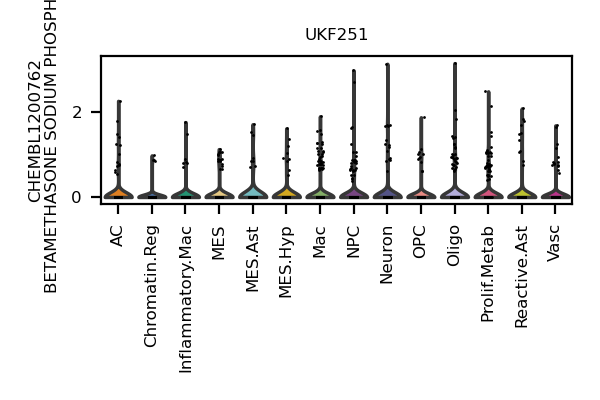 UKF251
CHEMBL1200762
BETAMETHASONE SODIUM PHOSPH
2
0
AC
Chromatin.Reg
Inflammatory.Mac
MES
MES.Ast
MES.Hyp
Mac
NPC
Neuron
OPC
Oligo
Prolif.Metab
Reactive.Ast
Vasc